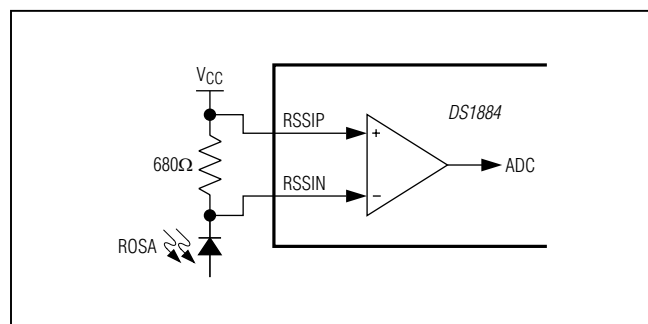 VCC
RSSIP
DS1884
+
680Ω
ADC
RSSIN
−
ROSA